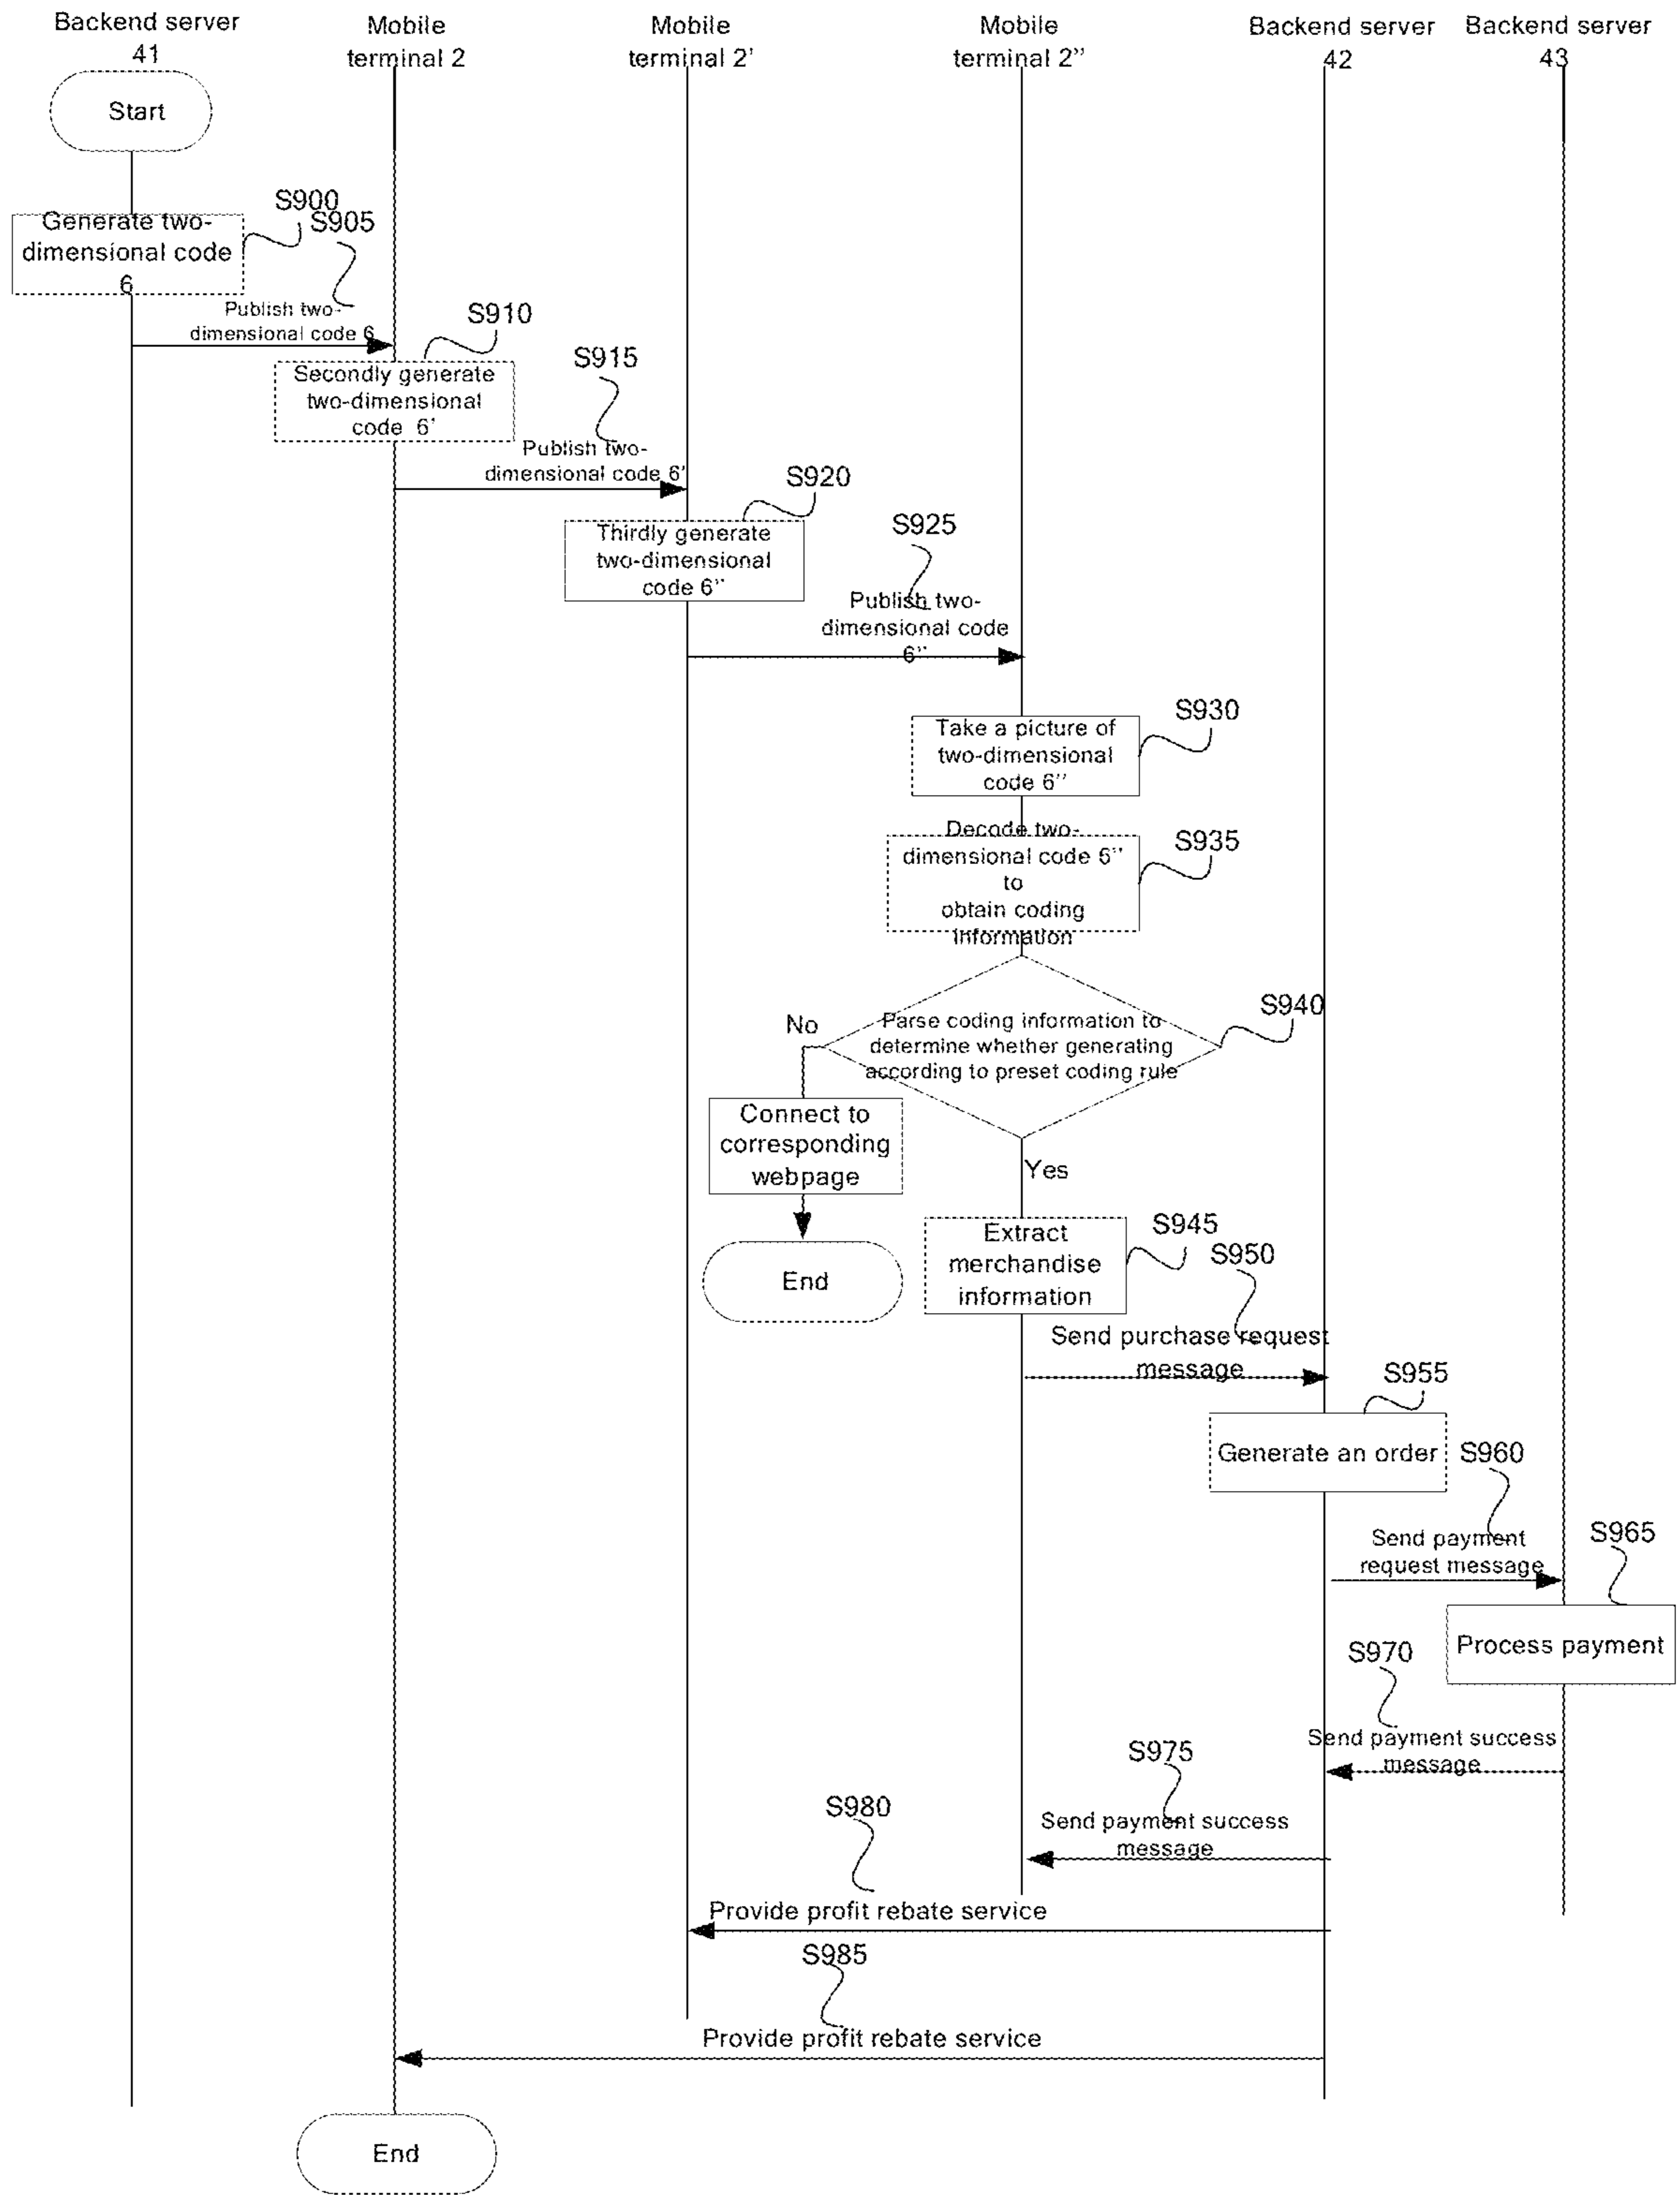 Backend server
41
Mobile
terminal 2
Mobile
terminal 2'
Mobile
terminal 2''
Backend server
42
Backend server
43
Start
S900
Generate two-
dimensional code
6
S905
Publish two-
dimensional code 6
S910
Secondly generate
two-dimensional
code 6'
S915
Publish two-
dimensional code 6'
S920
Thirdly generate
two-dimensional
code 6''
S925
Publish two-
dimensional code
6''
S930
Take a picture of
two-dimensional
code 6''
S935
Decode two-
dimensional code 6''
to
obtain coding
information
S940
Parse coding information to
determine whether generating
according to preset coding rule
No
Connect to
corresponding
webpage
End
Yes
S945
Extract
merchandise
information
S950
Send purchase request
message
S955
Generate an order
S960
Send payment
request message
S965
Process payment
S970
Send payment success
message
S975
Send payment success
message
S980
Provide profit rebate service
S985
Provide profit rebate service
End